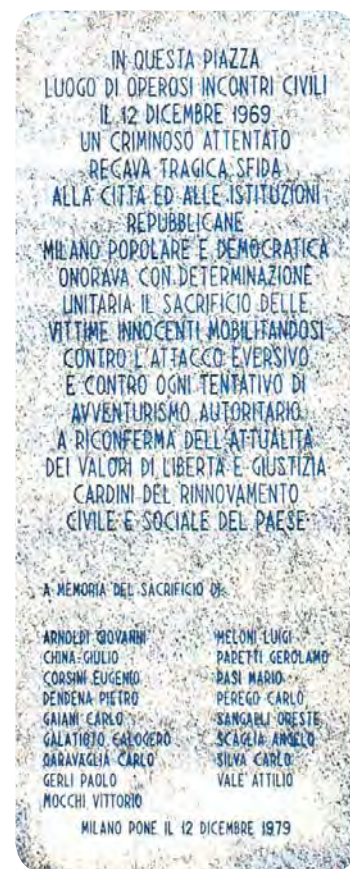 IN QUESTA PIAZZA
LUOGO DI OPEROSI INCONTRI CIVILI
IL 12 DICEMBRE 1969
UN CRIMINOSO ATTENTATO
RECAVA TRAGICA SFIDA
ALLA CITTÀ ED ALLE ISTITUZIONI
REPUBBLICANE
MILANO POPOLARE E DEMOCRATICA
ONORAVA CON DETERMINAZIONE
UNITARIA IL SACRIFICIO DELLE
VITTIME INNOCENTI MOBILITANDOSI
CONTRO L'ATTACCO EVERSIVO
E CONTRO OGNI TENTATIVO DI
AVVENTURISMO AUTORITARIO
A RICONFERMA DELL'ATTUALITÀ
DEI VALORI DI LIBERTÀ E GIUSTIZIA
CARDINI DEL RINNOVAMENTO
CIVILE E SOCIALE DEL PAESE
A MEMORIA DEL SACRIFICIO DI:
ARNOLDI GIOVANNI
CHINA GIULIO
CORSINI EUGENIO
DENDENA PIETRO
GAIANI CARLO
GALATIOTO CALOGERO
GARAVAGLIA CARLO
GERLI PAOLO
MOCCHI VITTORIO
MELONI LUIGI
PAPETTI GEROLAMO
PASI MARIO
PEREGO CARLO
SANGALLI ORESTE
SCAGLIA ANGELO
SILVA CARLO
VALÈ ATTILIO
MILANO PONE IL 12 DICEMBRE 1979